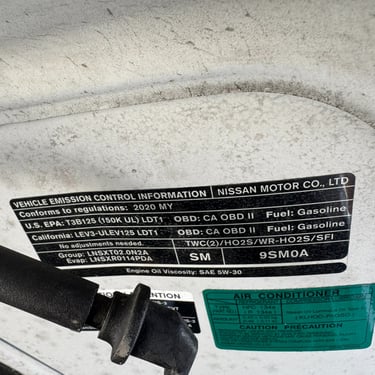 VEHICLE EMISSION CONTROL INFORMATION NISSAN MOTOR CO., LTD
Conforms to regulations: 2020 MY
U.S. EPA: T3B125 (150K UL) LDT1 OBD: CA OBD II Fuel: Gasoline
California: LEV3-ULEV125 LDT1 OBD: CA OBD II Fuel: Gasoline
No adjustments needed. TWC(2)/HO2S/WR-HO2S/SFI
Group: LNSXT02.0N2A SM 9SM0A
Evap: LNSXR0114PDA
Engine Oil Viscosity: SAE 5W-30
AIR CONDITIONER
CAUTION PRECAUTION